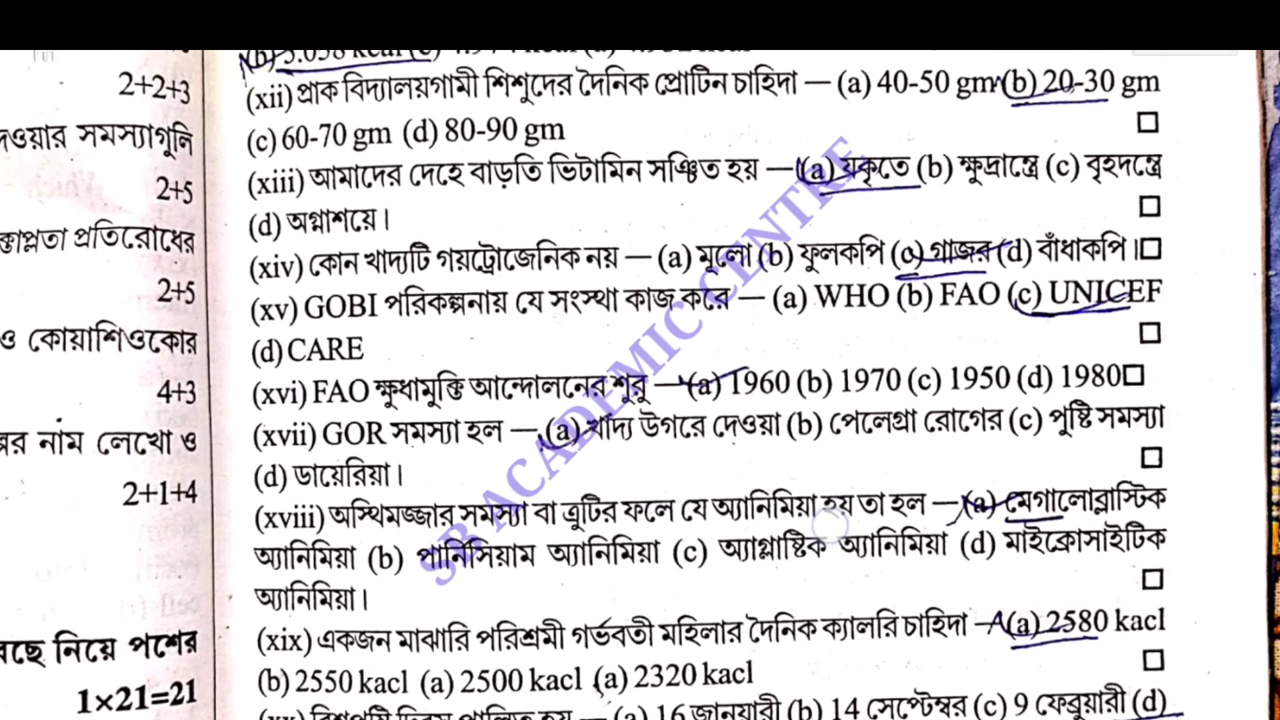 2+2+3
দেওয়ার সমস্যাগুলি
2+5
প্রতিরোধের
2+5
ও কোয়াশিওকোর
4+3
নাম লেখো ও
2+1+4
নিয়ে পশের
1×21=21
(xii) প্রাক বিদ্যালয়গামী শিশুদের দৈনিক প্রোটিন চাহিদা — (a) 40-50 gm (b) 20-30 gm
(c) 60-70 gm (d) 80-90 gm
(xiii) আমাদের দেহে বাড়তি ভিটামিন সঞ্চিত হয় — (a) যকৃতে (b) ক্ষুদ্রান্ত্রে (c) বৃহদন্ত্রে
(d) অগ্নাশয়ে।
(xiv) কোন খাদ্যটি গয়ট্রোজেনিক নয় — (a) মূলো (b) ফুলকপি (c) গাজর (d) বাঁধাকপি।
(xv) GOBI পরিকল্পনায় যে সংস্থা কাজ করে — (a) WHO (b) FAO (c) UNICEF
(d) CARE
(xvi) FAO ক্ষুধামুক্তি আন্দোলনের শুরু — (a) 1960 (b) 1970 (c) 1950 (d) 1980
(xvii) GOR সমস্যা হল — (a) খাদ্য উগরে দেওয়া (b) পেলেগ্রা রোগের (c) পুষ্টি সমস্যা
(d) ডায়েরিয়া।
(xviii) অস্থিমজ্জার সমস্যা বা ত্রুটির ফলে যে অ্যানিমিয়া হয় তা হল — (a) মেগালোব্লাস্টিক
অ্যানিমিয়া (b) পার্নিসিয়াম অ্যানিমিয়া (c) অ্যাপ্লাষ্টিক অ্যানিমিয়া (d) মাইক্রোসাইটিক
অ্যানিমিয়া।
(xix) একজন মাঝারি পরিশ্রমী গর্ভবতী মহিলার দৈনিক ক্যালরি চাহিদা — (a) 2580 kacl
(b) 2550 kacl (a) 2500 kacl (a) 2320 kacl
(a) 16 জানুয়ারী (b) 14 সেপ্টেম্বর (c) 9 ফেব্রুয়ারী (d)
SB ACADEMIC CENTRE